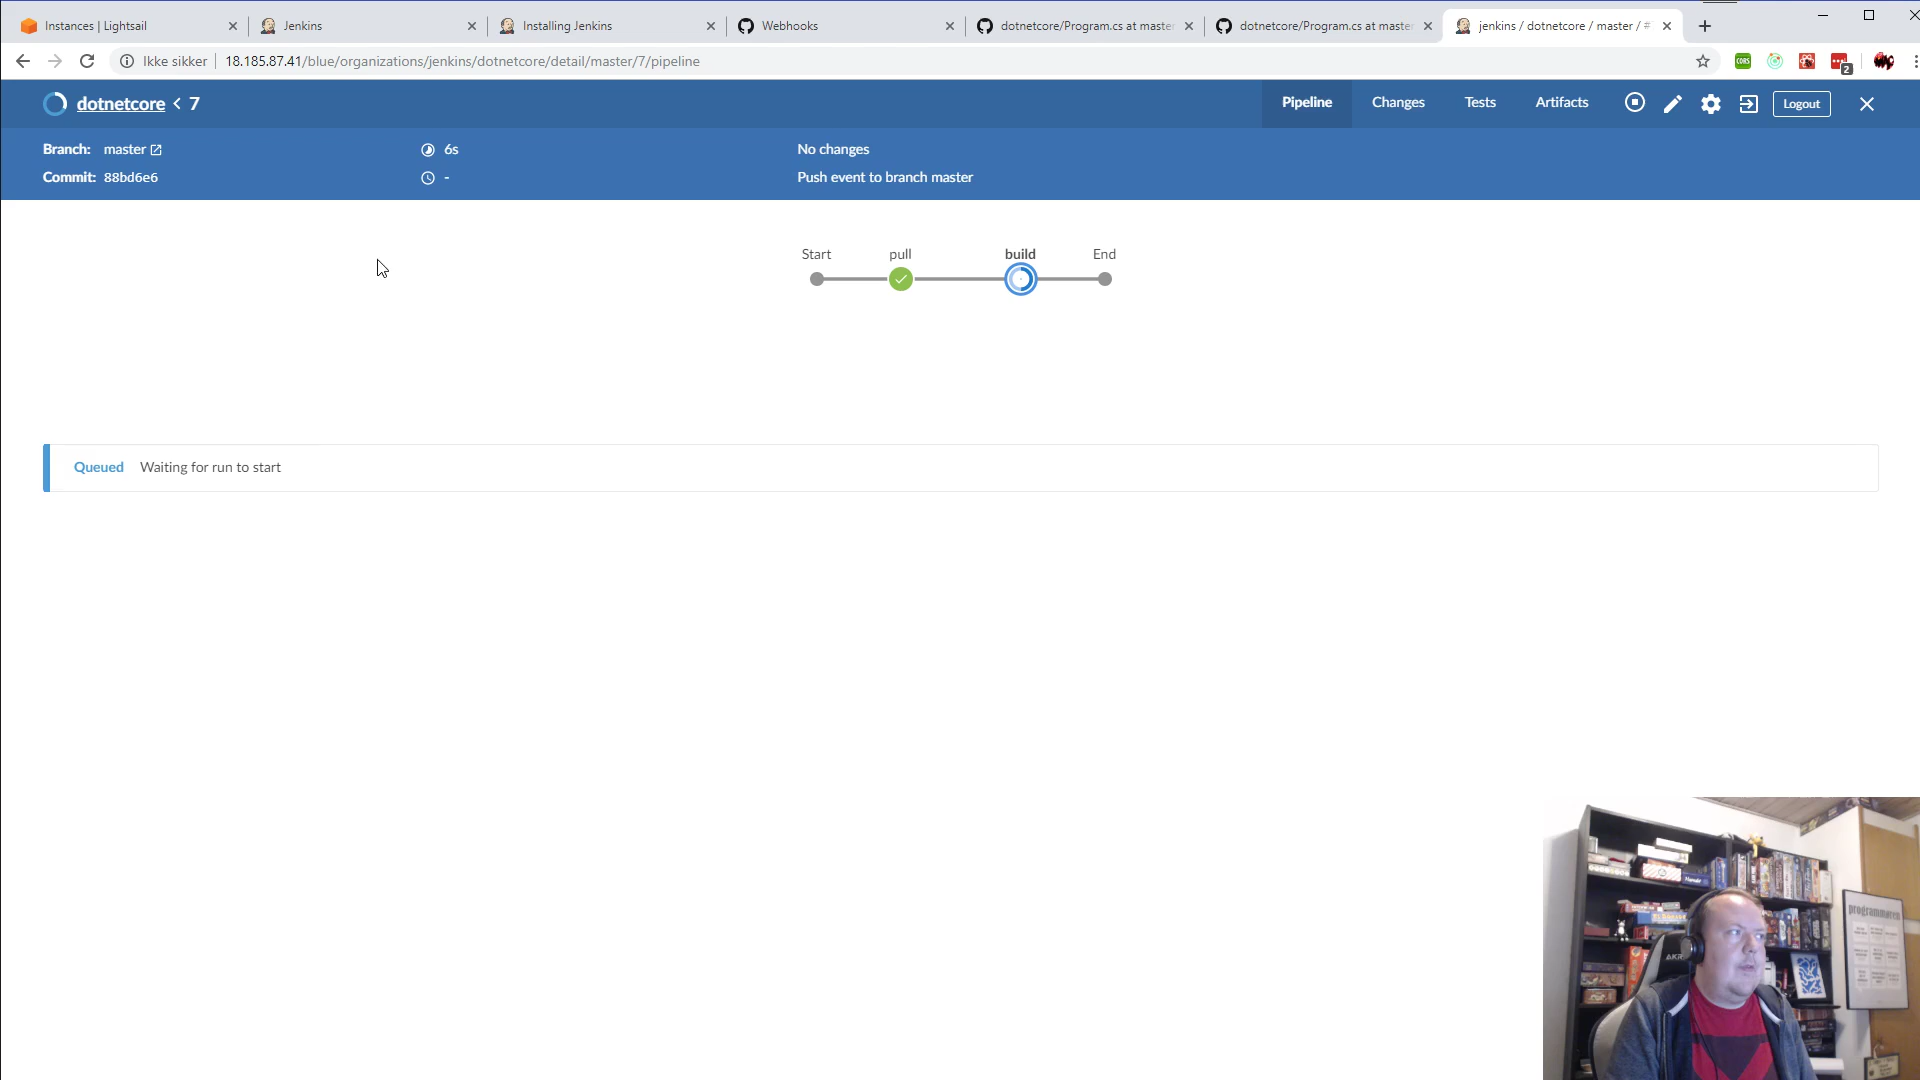 Instances | Lightsail
Jenkins
Installing Jenkins
Webhooks
dotnetcore/Program.cs at master
dotnetcore/Program.cs at master
jenkins / dotnetcore / master / #
Ikke sikker
18.185.87.41/blue/organizations/jenkins/dotnetcore/detail/master/7/pipeline
CORS
2
dotnetcore < 7
Pipeline
Changes
Tests
Artifacts
Logout
Branch: master
6s
No changes
Commit: 88bd6e6
-
Push event to branch master
Start
pull
build
End
Queued Waiting for run to start
programmøren